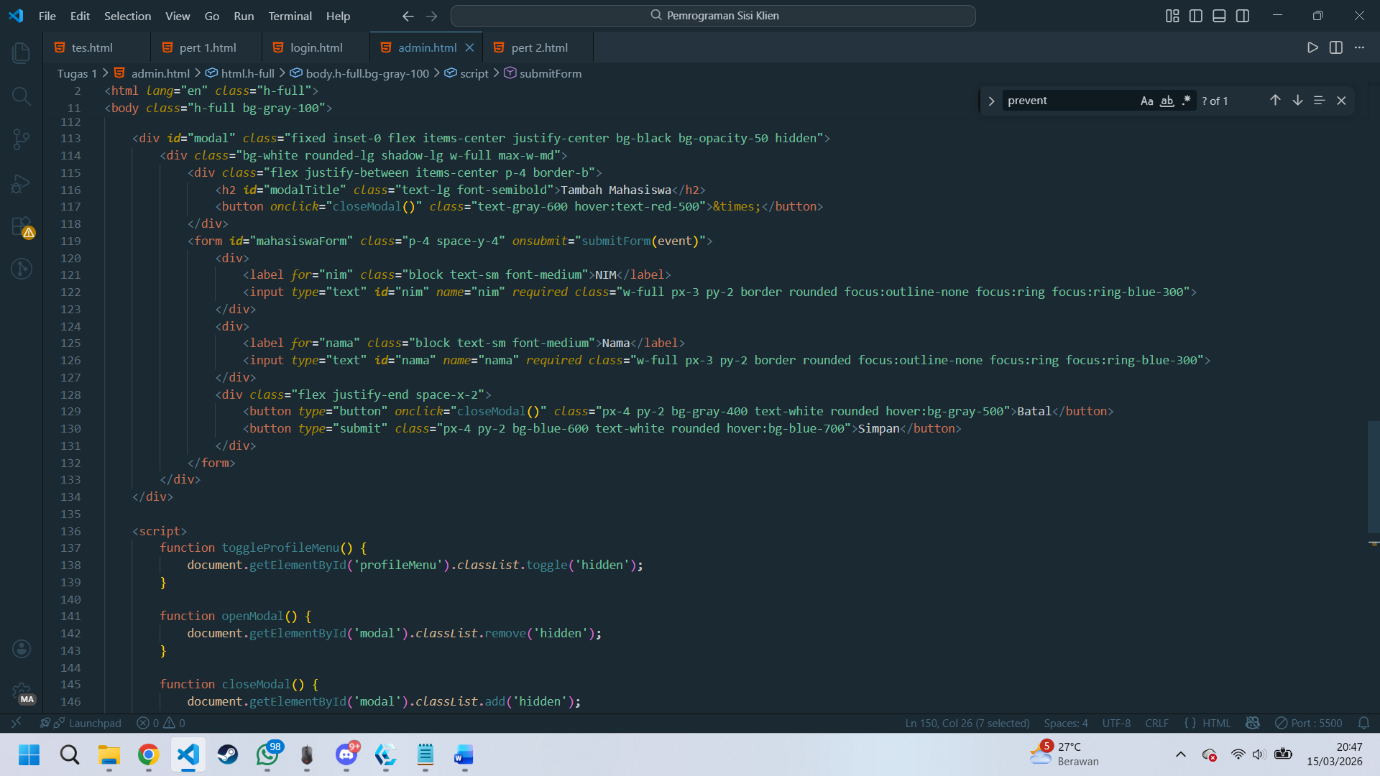 File Edit Selection View Go Run Terminal Help
Pemrograman Sisi Klien
tes.html pert 1.html login.html admin.html pert 2.html
Tugas 1 > admin.html > html.h-full > body.h-full.bg-gray-100 > script > submitForm
prevent Aa ab .* ? of 1
2 <html lang="en" class="h-full">
11 <body class="h-full bg-gray-100">
112
113 <div id="modal" class="fixed inset-0 flex items-center justify-center bg-black bg-opacity-50 hidden">
114 <div class="bg-white rounded-lg shadow-lg w-full max-w-md">
115 <div class="flex justify-between items-center p-4 border-b">
116 <h2 id="modalTitle" class="text-lg font-semibold">Tambah Mahasiswa</h2>
117 <button onclick="closeModal()" class="text-gray-600 hover:text-red-500">&times;</button>
118 </div>
119 <form id="mahasiswaForm" class="p-4 space-y-4" onsubmit="submitForm(event)">
120 <div>
121 <label for="nim" class="block text-sm font-medium">NIM</label>
122 <input type="text" id="nim" name="nim" required class="w-full px-3 py-2 border rounded focus:outline-none focus:ring focus:ring-blue-300">
123 </div>
124 <div>
125 <label for="nama" class="block text-sm font-medium">Nama</label>
126 <input type="text" id="nama" name="nama" required class="w-full px-3 py-2 border rounded focus:outline-none focus:ring focus:ring-blue-300">
127 </div>
128 <div class="flex justify-end space-x-2">
129 <button type="button" onclick="closeModal()" class="px-4 py-2 bg-gray-400 text-white rounded hover:bg-gray-500">Batal</button>
130 <button type="submit" class="px-4 py-2 bg-blue-600 text-white rounded hover:bg-blue-700">Simpan</button>
131 </div>
132 </form>
133 </div>
134 </div>
135
136 <script>
137 function toggleProfileMenu() {
138 document.getElementById('profileMenu').classList.toggle('hidden');
139 }
140
141 function openModal() {
142 document.getElementById('modal').classList.remove('hidden');
143 }
144
145 function closeModal() {
146 document.getElementById('modal').classList.add('hidden');
MA
Launchpad 0 0 Ln 150, Col 26 (7 selected) Spaces: 4 UTF-8 CRLF {} HTML Port : 5500
98 9+ 5 27°C 20:47
Berawan 15/03/2026